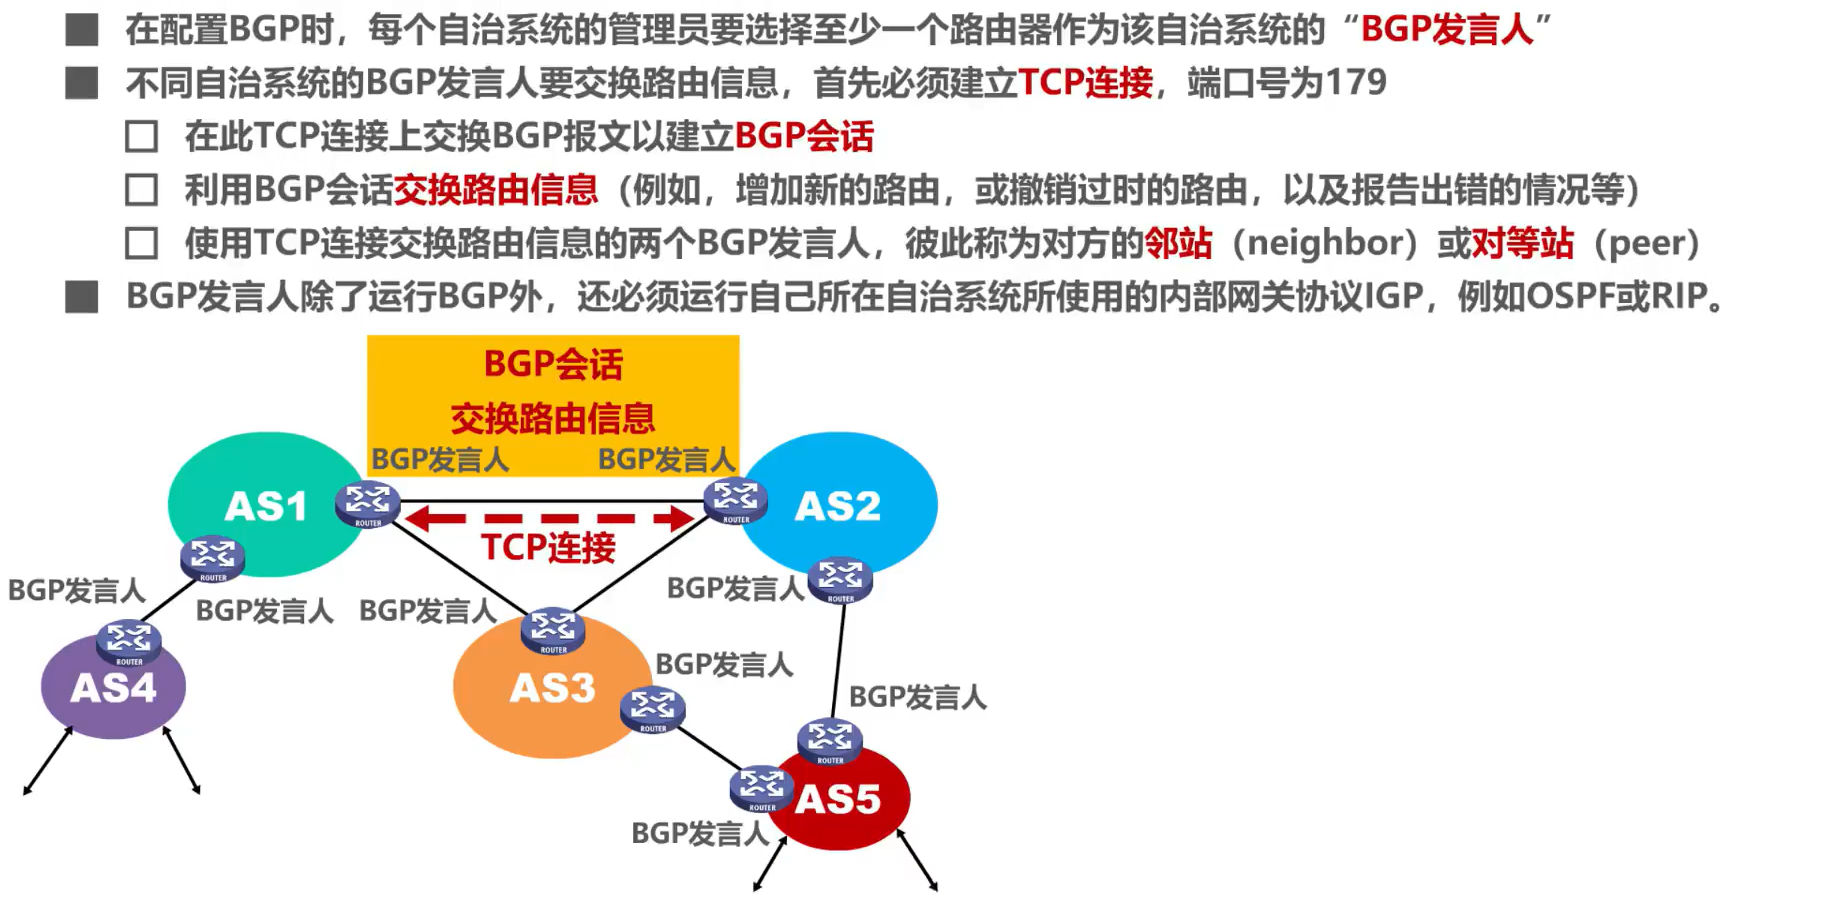 在配置BGP时，每个自治系统的管理员要选择至少一个路由器作为该自治系统的“BGP发言人”
不同自治系统的BGP发言人要交换路由信息，首先必须建立TCP连接，端口号为179
在此TCP连接上交换BGP报文以建立BGP会话
利用BGP会话交换路由信息（例如，增加新的路由，或撤销过时的路由，以及报告出错的情况等）
使用TCP连接交换路由信息的两个BGP发言人，彼此称为对方的邻站（neighbor）或对等站（peer）
BGP发言人除了运行BGP外，还必须运行自己所在自治系统所使用的内部网关协议IGP，例如OSPF或RIP。
BGP会话
交换路由信息
BGP发言人
BGP发言人
AS1
ROUTER
ROUTER
AS2
TCP连接
ROUTER
BGP发言人
BGP发言人
BGP发言人
BGP发言人
ROUTER
ROUTER
ROUTER
AS4
AS3
BGP发言人
ROUTER
BGP发言人
ROUTER
ROUTER
AS5
BGP发言人